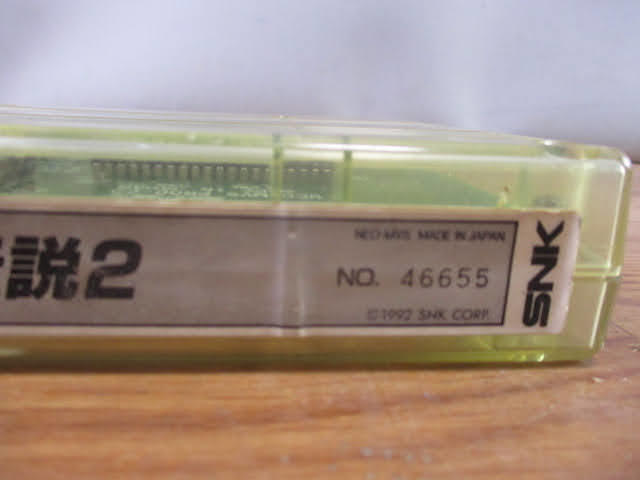 説2
NEO-MVS MADE IN JAPAN
NO. 46655
©1992 SNK CORP.
SNK